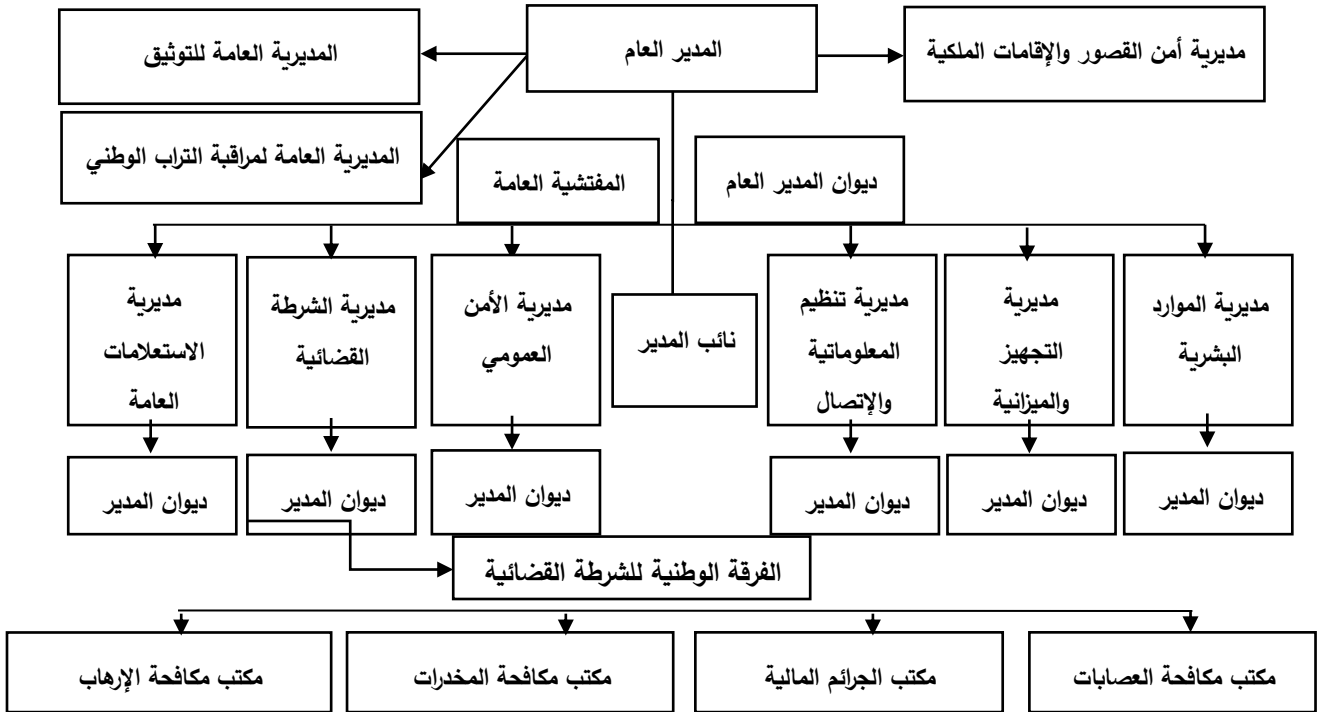 مديرية أمن القصور والإقامات الملكية
المدير العام
المديرية العامة للتوثيق
المديرية العامة لمراقبة التراب الوطني
ديوان المدير العام
المفتشية العامة
مديرية الموارد
البشرية
مديرية
التجهيز
والميزانية
مديرية تنظيم
المعلوماتية
والإتصال
نائب المدير
مديرية الأمن
العمومي
مديرية الشرطة
القضائية
مديرية
الاستعلامات
العامة
ديوان المدير
ديوان المدير
ديوان المدير
ديوان المدير
ديوان المدير
ديوان المدير
الفرقة الوطنية للشرطة القضائية
مكتب مكافحة العصابات
مكتب الجرائم المالية
مكتب مكافحة المخدرات
مكتب مكافحة الإرهاب